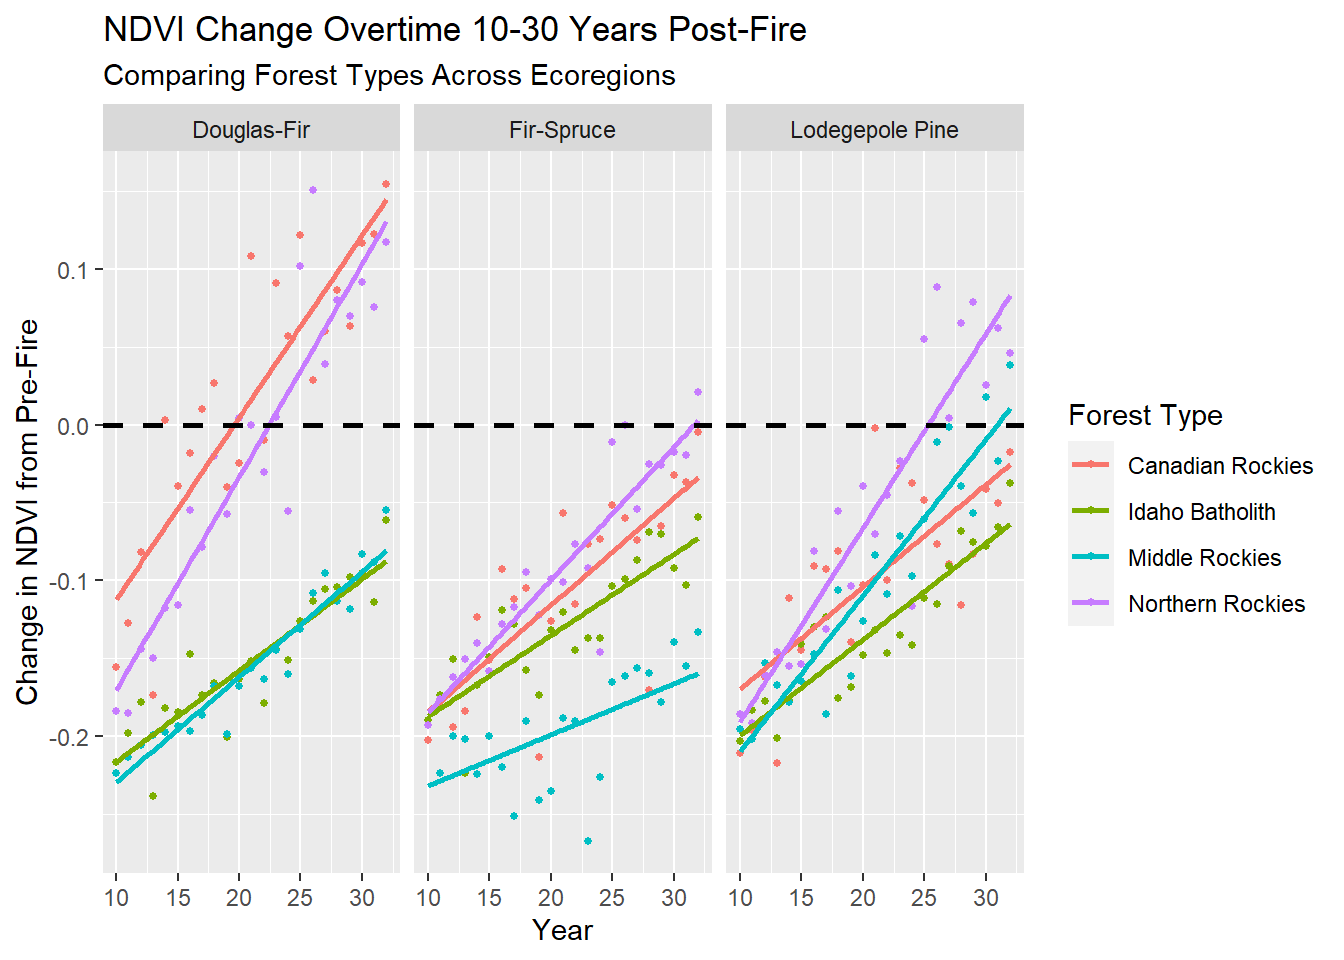 NDVI Change Overtime 10-30 Years Post-Fire
Comparing Forest Types Across Ecoregions
Douglas-Fir
Fir-Spruce
Lodegepole Pine
Change in NDVI from Pre-Fire
0.1
0.0
-0.1
-0.2
10 15 20 25 30
10 15 20 25 30
10 15 20 25 30
Year
Forest Type
Canadian Rockies
Idaho Batholith
Middle Rockies
Northern Rockies